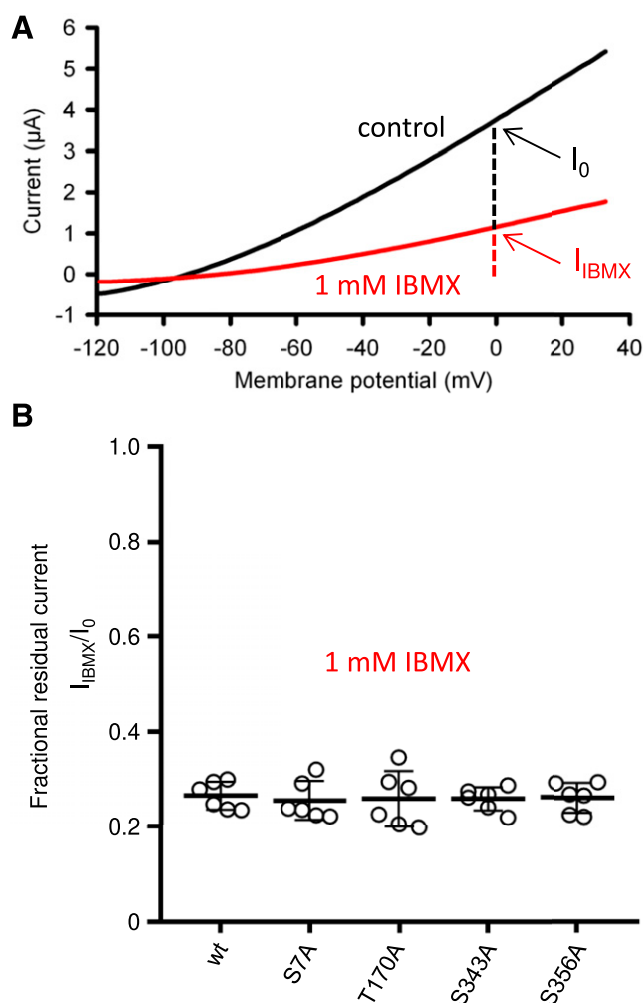 A
6
5
4
3
2
1
0
-1
Current (µA)
control
I0
IIBMX
1 mM IBMX
-120 -100 -80 -60 -40 -20 0 20 40
Membrane potential (mV)
B
1.0
0.8
0.6
0.4
0.2
0
Fractional residual current
IIBMX/I0
1 mM IBMX
wt S7A T170A S343A S356A